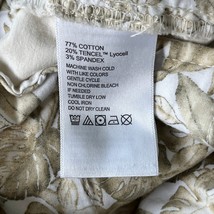 77% COTTON
20% TENCEL™ Lyocell
3% SPANDEX
MACHINE WASH COLD
WITH LIKE COLORS
GENTLE CYCLE
NON CHLORINE BLEACH
IF NEEDED
TUMBLE DRY LOW
COOL IRON
DO NOT DRY CLEAN